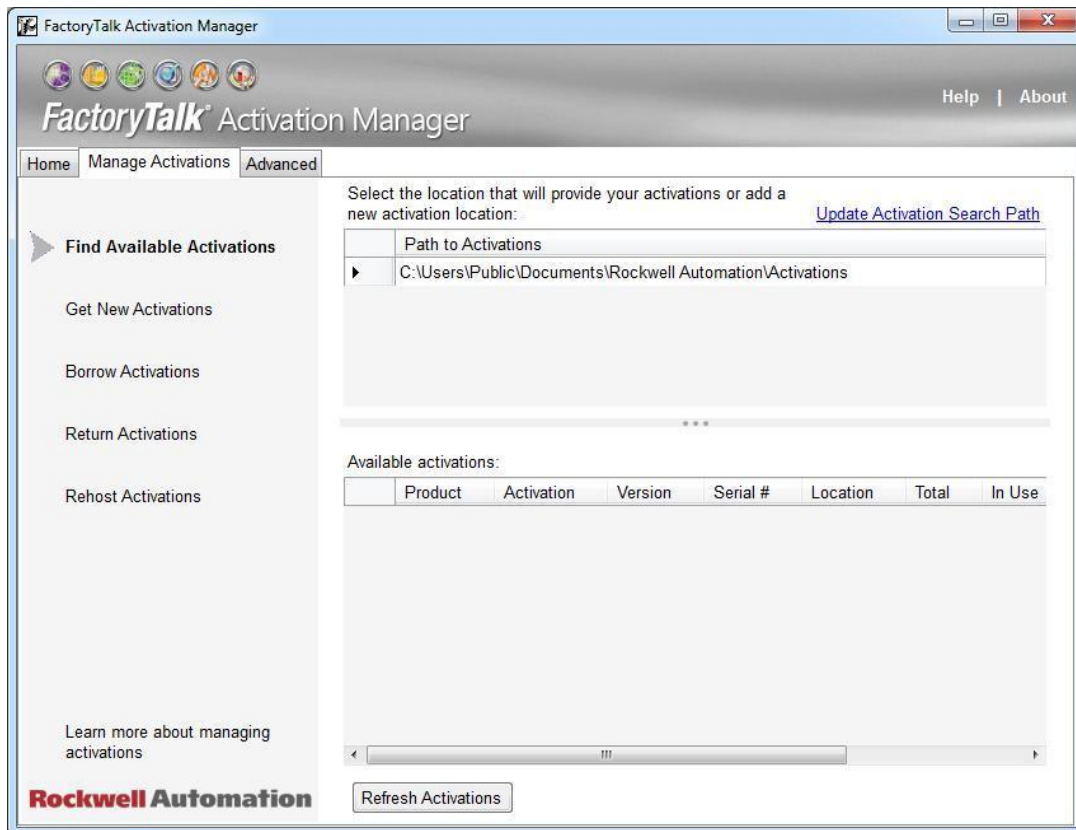 FactoryTalk Activation Manager
FactoryTalk® Activation Manager
Help | About
Home
Manage Activations
Advanced
Find Available Activations
Get New Activations
Borrow Activations
Return Activations
Rehost Activations
Learn more about managing
activations
Rockwell Automation
Select the location that will provide your activations or add a
new activation location:
Update Activation Search Path
Path to Activations
C:\Users\Public\Documents\Rockwell Automation\Activations
Available activations:
Product Activation Version Serial # Location Total In Use
Refresh Activations